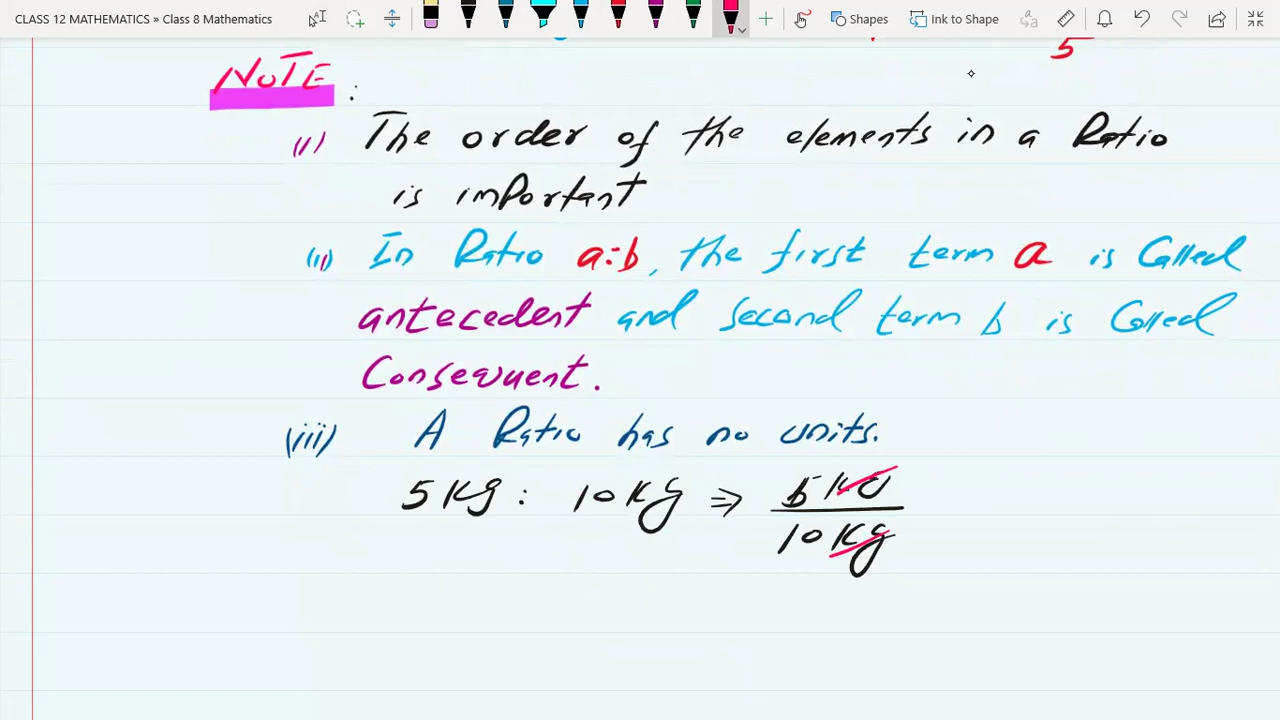 CLASS 12 MATHEMATICS » Class 8 Mathematics Shapes Ink to Shape
5
NOTE :
(i) The order of the elements in a Ratio
is important
(ii) In Ratio a:b, the first term a is Called
antecedent and second term b is Called
Consequent.
(iii) A Ratio has no units.
5 Kg : 10 Kg ⇒ 5 Kg
10 Kg